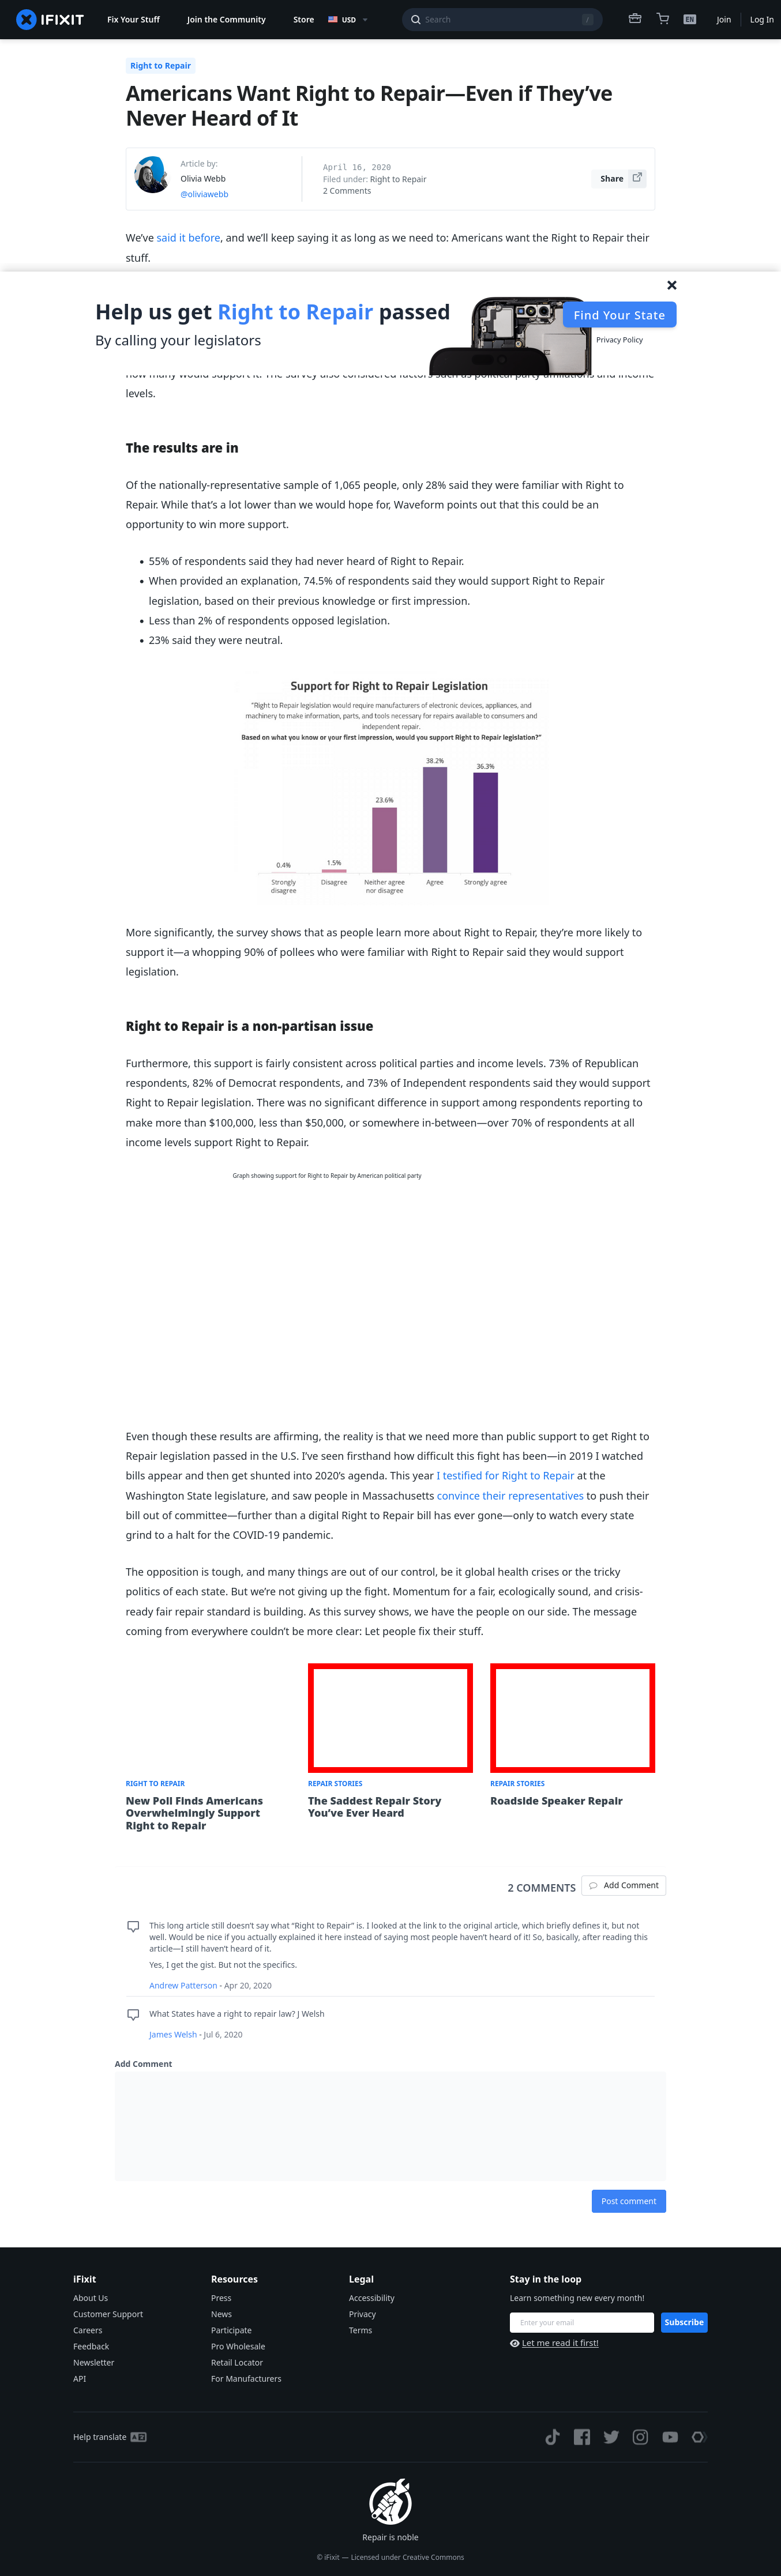 IFIXIT
Fix Your Stuff
Join the Community
Store
USD
Search
/
EN
Join
Log In
Right to Repair
Americans Want Right to Repair—Even if They’ve
Never Heard of It
Article by:
Olivia Webb
@oliviawebb
April 16, 2020
Filed under: Right to Repair
2 Comments
Share
We’ve said it before, and we’ll keep saying it as long as we need to: Americans want the Right to Repair their
stuff.
Help us get Right to Repair passed
By calling your legislators
Find Your State
Privacy Policy
how many would support it. The survey also considered factors such as political party affiliations and income
levels.
The results are in
Of the nationally-representative sample of 1,065 people, only 28% said they were familiar with Right to
Repair. While that’s a lot lower than we would hope for, Waveform points out that this could be an
opportunity to win more support.
55% of respondents said they had never heard of Right to Repair.
When provided an explanation, 74.5% of respondents said they would support Right to Repair
legislation, based on their previous knowledge or first impression.
Less than 2% of respondents opposed legislation.
23% said they were neutral.
Support for Right to Repair Legislation
“Right to Repair legislation would require manufacturers of electronic devices, appliances, and
machinery to make information, parts, and tools necessary for repairs available to consumers and
independent repair.
Based on what you know or your first impression, would you support Right to Repair legislation?”
0.4%
1.5%
23.6%
38.2%
36.3%
Strongly
disagree
Disagree
Neither agree
nor disagree
Agree
Strongly agree
More significantly, the survey shows that as people learn more about Right to Repair, they’re more likely to
support it—a whopping 90% of pollees who were familiar with Right to Repair said they would support
legislation.
Right to Repair is a non-partisan issue
Furthermore, this support is fairly consistent across political parties and income levels. 73% of Republican
respondents, 82% of Democrat respondents, and 73% of Independent respondents said they would support
Right to Repair legislation. There was no significant difference in support among respondents reporting to
make more than $100,000, less than $50,000, or somewhere in-between—over 70% of respondents at all
income levels support Right to Repair.
Graph showing support for Right to Repair by American political party
Even though these results are affirming, the reality is that we need more than public support to get Right to
Repair legislation passed in the U.S. I’ve seen firsthand how difficult this fight has been—in 2019 I watched
bills appear and then get shunted into 2020’s agenda. This year I testified for Right to Repair at the
Washington State legislature, and saw people in Massachusetts convince their representatives to push their
bill out of committee—further than a digital Right to Repair bill has ever gone—only to watch every state
grind to a halt for the COVID-19 pandemic.
The opposition is tough, and many things are out of our control, be it global health crises or the tricky
politics of each state. But we’re not giving up the fight. Momentum for a fair, ecologically sound, and crisis-
ready fair repair standard is building. As this survey shows, we have the people on our side. The message
coming from everywhere couldn’t be more clear: Let people fix their stuff.
RIGHT TO REPAIR
New Poll Finds Americans
Overwhelmingly Support
Right to Repair
REPAIR STORIES
The Saddest Repair Story
You’ve Ever Heard
REPAIR STORIES
Roadside Speaker Repair
2 COMMENTS
Add Comment
This long article still doesn’t say what “Right to Repair” is. I looked at the link to the original article, which briefly defines it, but not
well. Would be nice if you actually explained it here instead of saying most people haven’t heard of it! So, basically, after reading this
article—I still haven’t heard of it.
Yes, I get the gist. But not the specifics.
Andrew Patterson - Apr 20, 2020
What States have a right to repair law? J Welsh
James Welsh - Jul 6, 2020
Add Comment
Post comment
iFixit
About Us
Customer Support
Careers
Feedback
Newsletter
API
Resources
Press
News
Participate
Pro Wholesale
Retail Locator
For Manufacturers
Legal
Accessibility
Privacy
Terms
Stay in the loop
Learn something new every month!
Enter your email
Subscribe
Let me read it first!
Help translate
Repair is noble
© iFixit — Licensed under Creative Commons